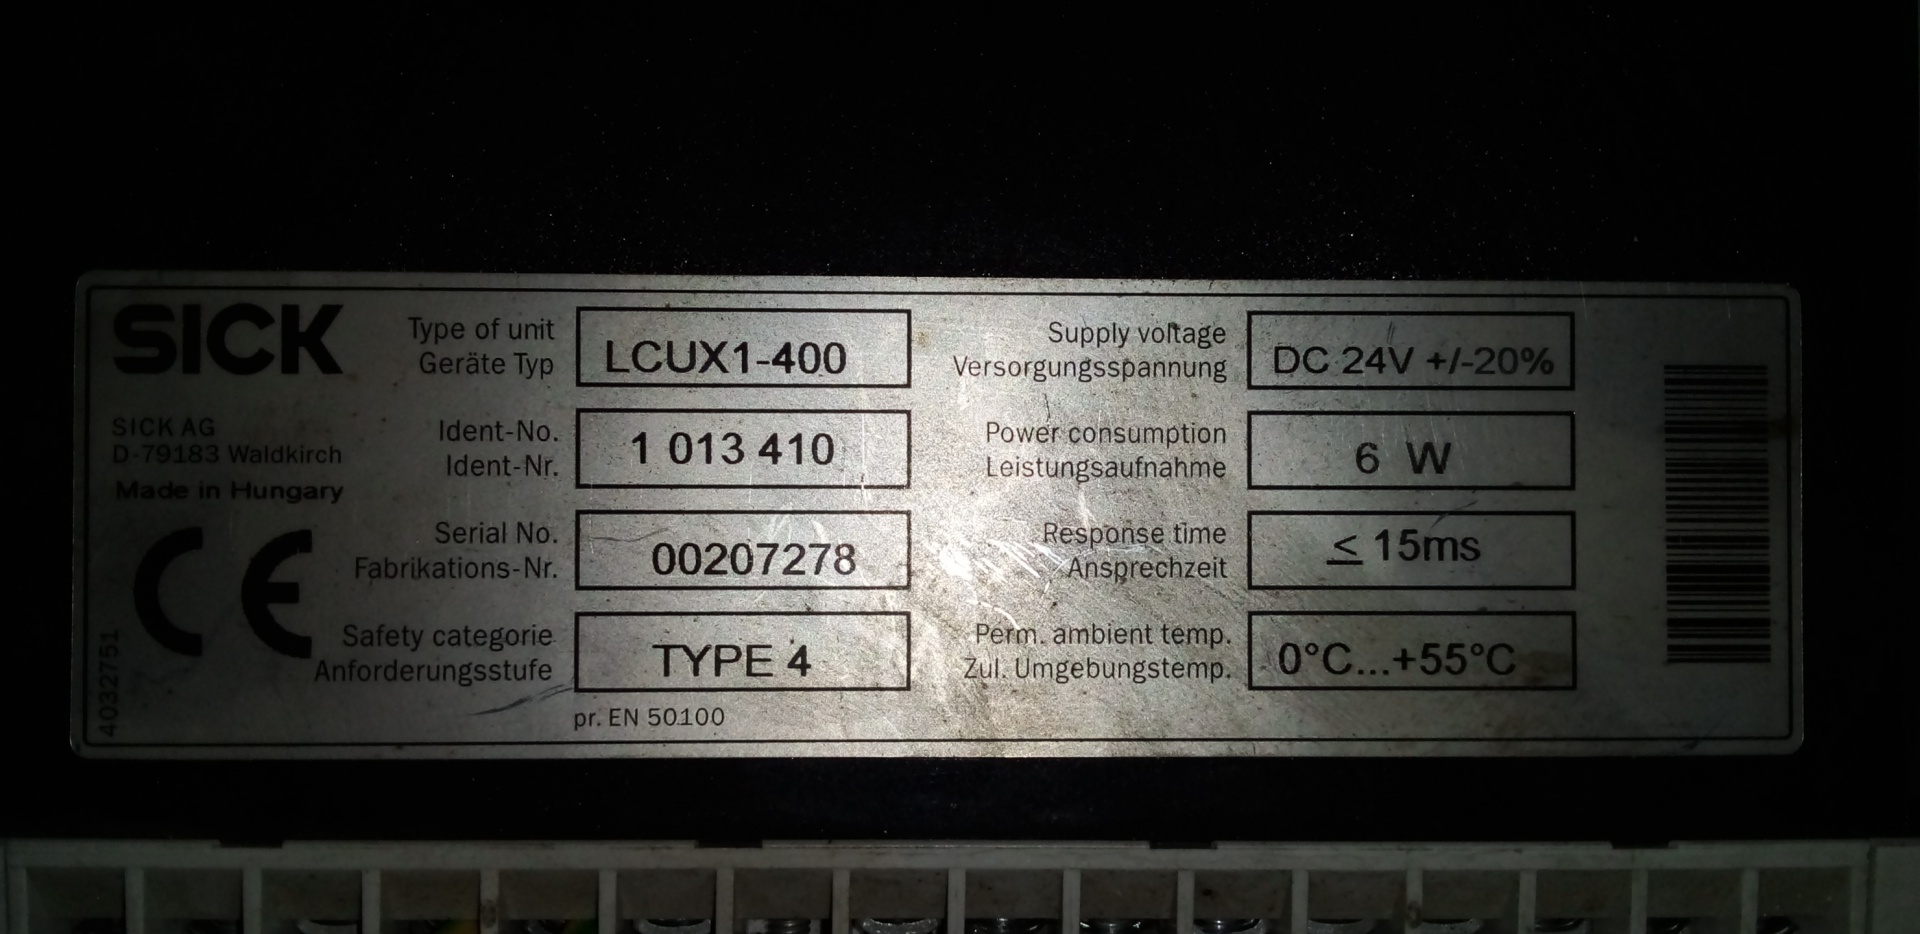 SICK
SICK AG
D-79183 Waldkirch
Made in Hungary
CE
4032751
Type of unit
Geräte Typ
LCUX1-400
Ident-No.
Ident-Nr.
1 013 410
Serial No.
Fabrikations-Nr.
00207278
Safety categorie
Anforderungsstufe
TYPE 4
pr. EN 50100
Supply voltage
Versorgungsspannung
DC 24V +/-20%
Power consumption
Leistungsaufnahme
6 W
Response time
Ansprechzeit
≤ 15ms
Perm. ambient temp.
Zul. Umgebungstemp.
0°C...+55°C